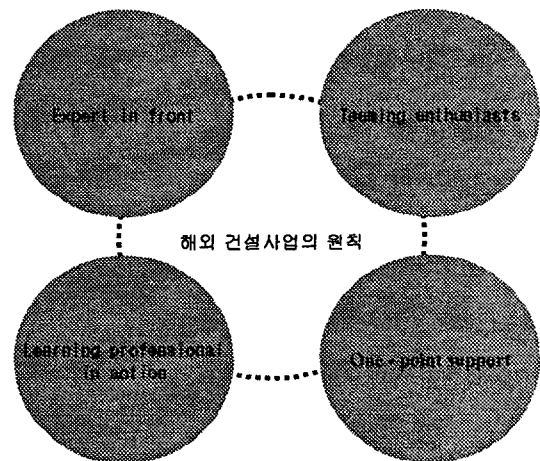 Expert in front
Teaming enthusiasts
해외 건설사업의 원칙
Learning professional
in action
One-point support